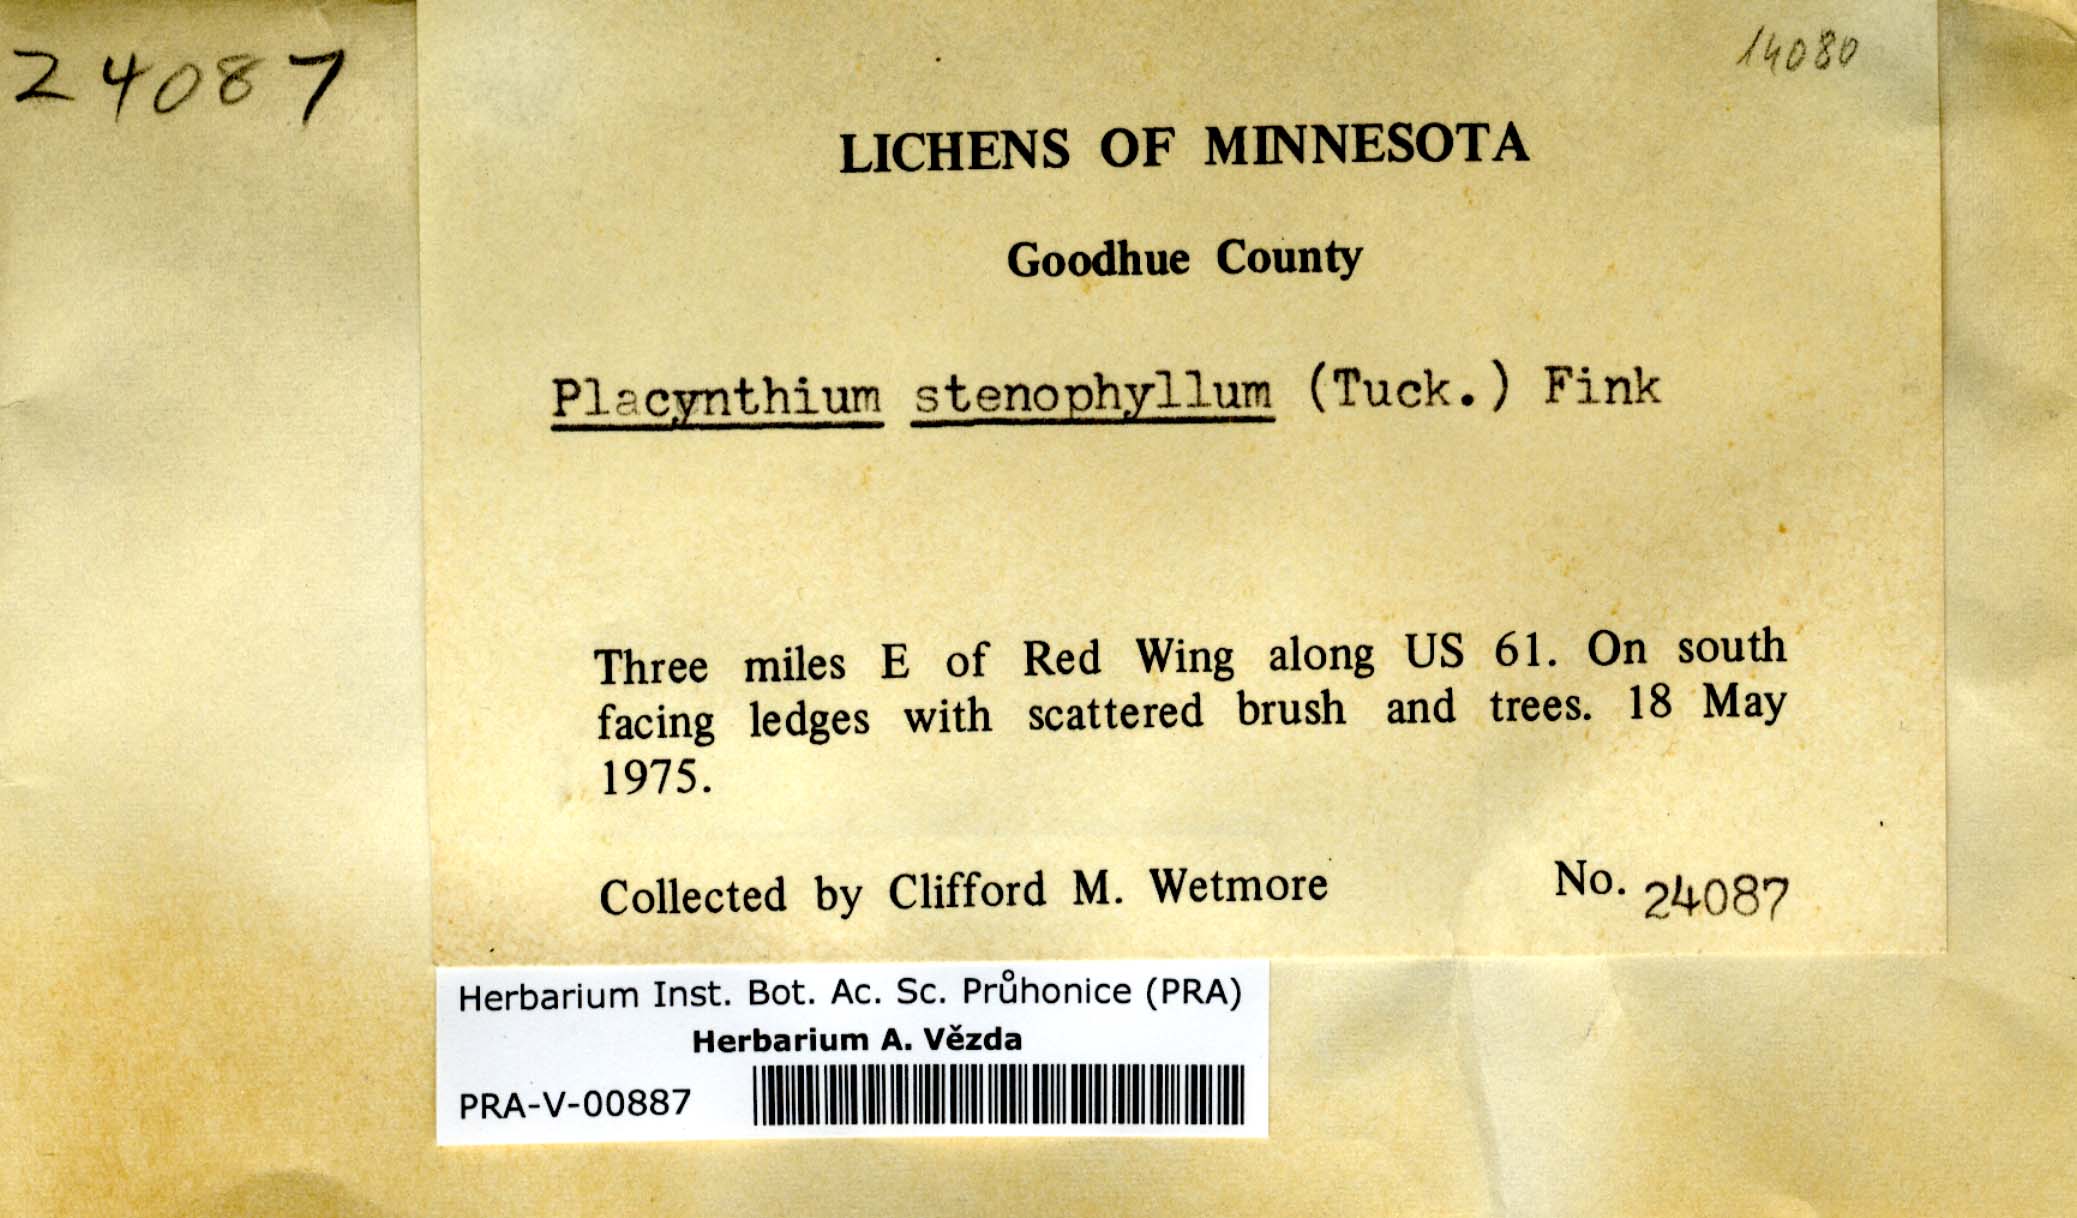 24087
14080
LICHENS OF MINNESOTA
Goodhue County
Placynthium stenophyllum (Tuck.) Fink
Three miles E of Red Wing along US 61. On south
facing ledges with scattered brush and trees. 18 May
1975.
Collected by Clifford M. Wetmore No. 24087
Herbarium Inst. Bot. Ac. Sc. Průhonice (PRA)
Herbarium A. Vězda
PRA-V-00887